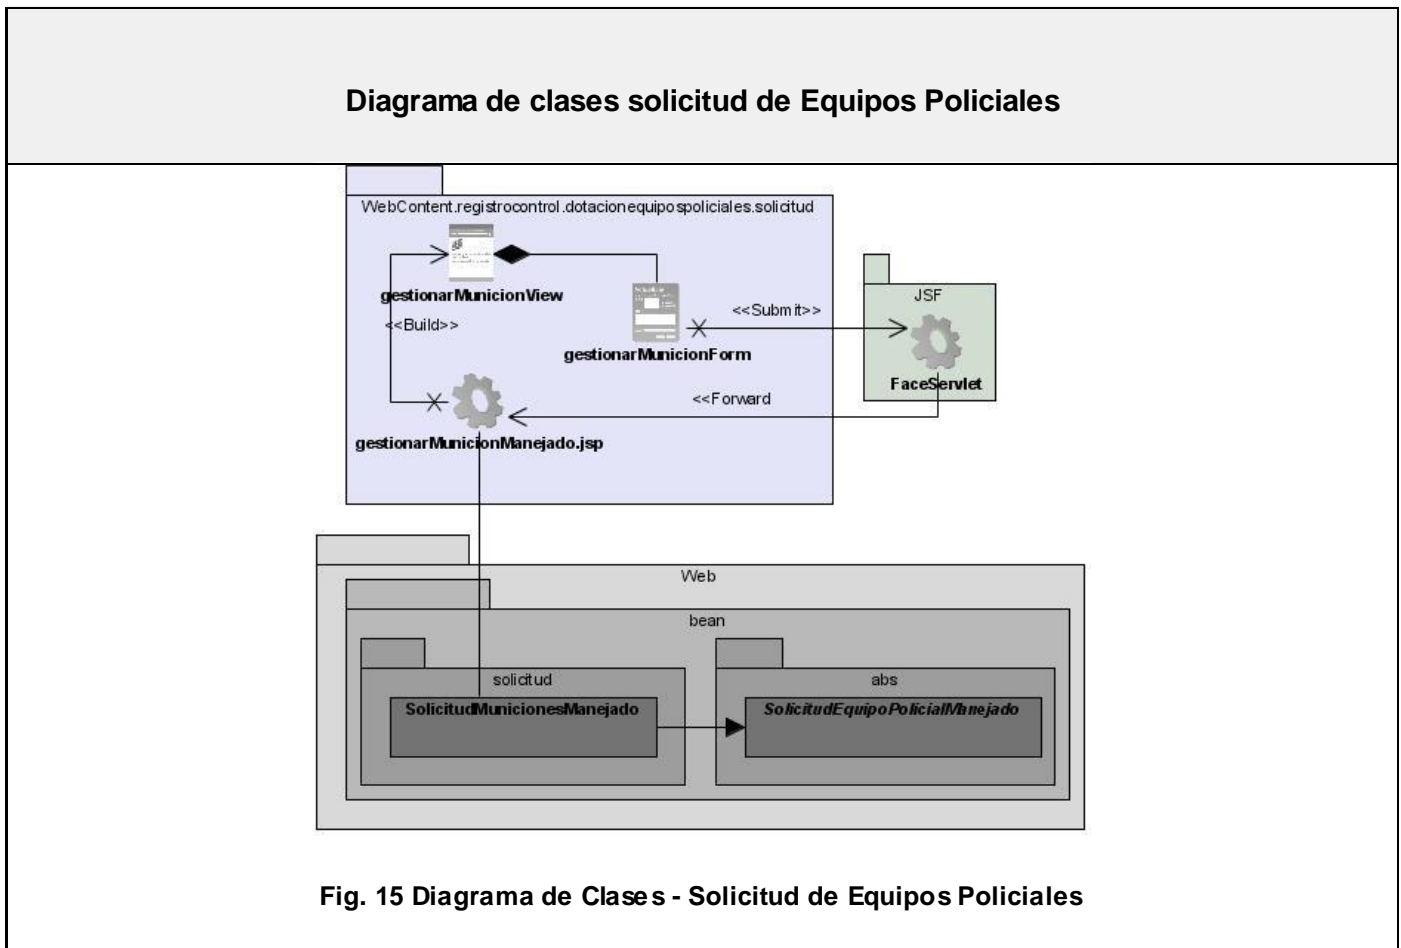 Diagrama de clases solicitud de Equipos Policiales
WebContent.registrocontrol.dotacionequipospoliciales.solicitud
gestionarMunicionView
<<Build>>
gestionarMunicionForm
<<Submit>>
JSF
FaceServlet
<<Forward
gestionarMunicionManejado.jsp
Web
bean
solicitud
abs
SolicitudMunicionesManejado
SolicitudEquipoPolicialManejado
Fig. 15 Diagrama de Clases - Solicitud de Equipos Policiales